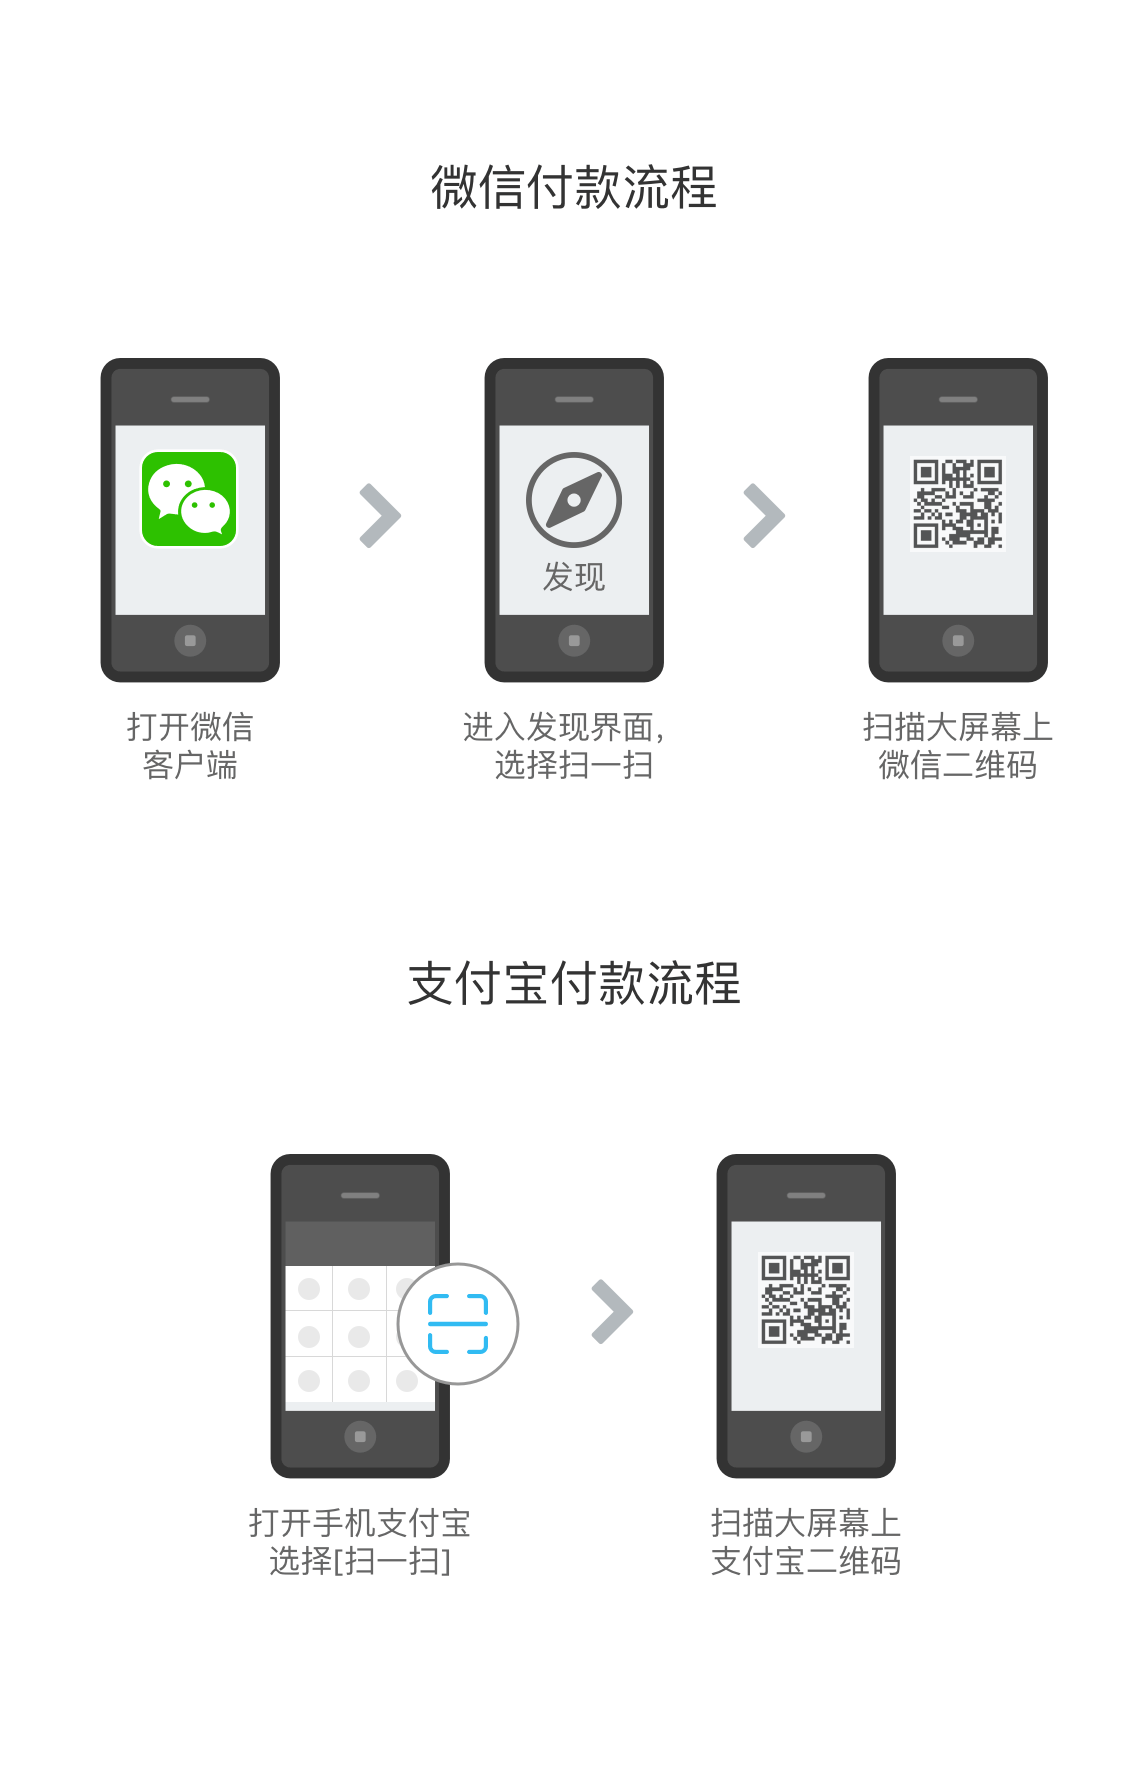 微信付款流程
发现
打开微信
客户端
进入发现界面，
选择扫一扫
扫描大屏幕上
微信二维码
支付宝付款流程
打开手机支付宝
选择[扫一扫]
扫描大屏幕上
支付宝二维码